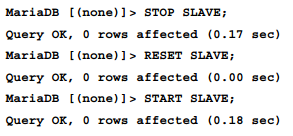 MariaDB [(none)]> STOP SLAVE;
Query OK, 0 rows affected (0.17 sec)
MariaDB [(none)]> RESET SLAVE;
Query OK, 0 rows affected (0.00 sec)
MariaDB [(none)]> START SLAVE;
Query OK, 0 rows affected (0.18 sec)